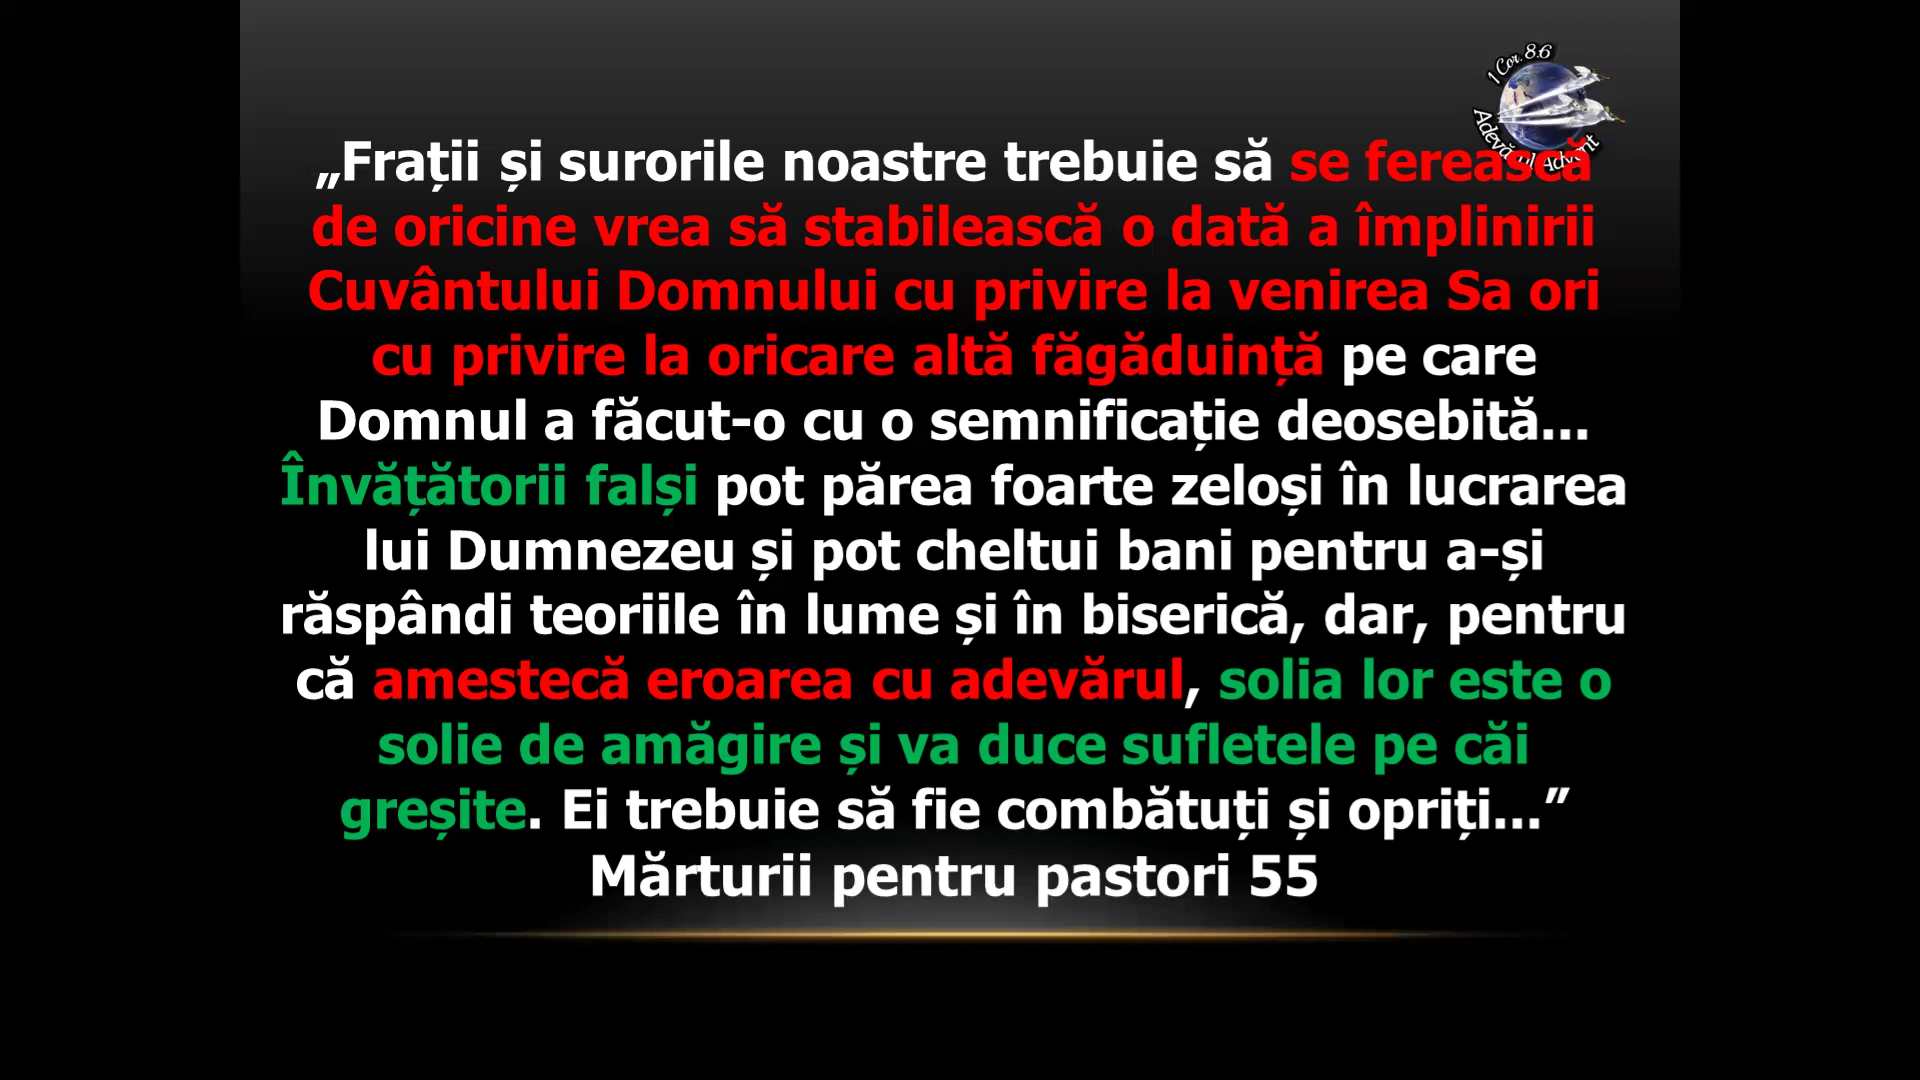 1 Cor. 8:6
Adevărul Advent
„Frații și surorile noastre trebuie să se ferească
de oricine vrea să stabilească o dată a împlinirii
Cuvântului Domnului cu privire la venirea Sa ori
cu privire la oricare altă făgăduință pe care
Domnul a făcut-o cu o semnificație deosebită...
Învățătorii falși pot părea foarte zeloși în lucrarea
lui Dumnezeu și pot cheltui bani pentru a-și
răspândi teoriile în lume și în biserică, dar, pentru
că amestecă eroarea cu adevărul, solia lor este o
solie de amăgire și va duce sufletele pe căi
greșite. Ei trebuie să fie combătuți și opriți...”
Mărturii pentru pastori 55